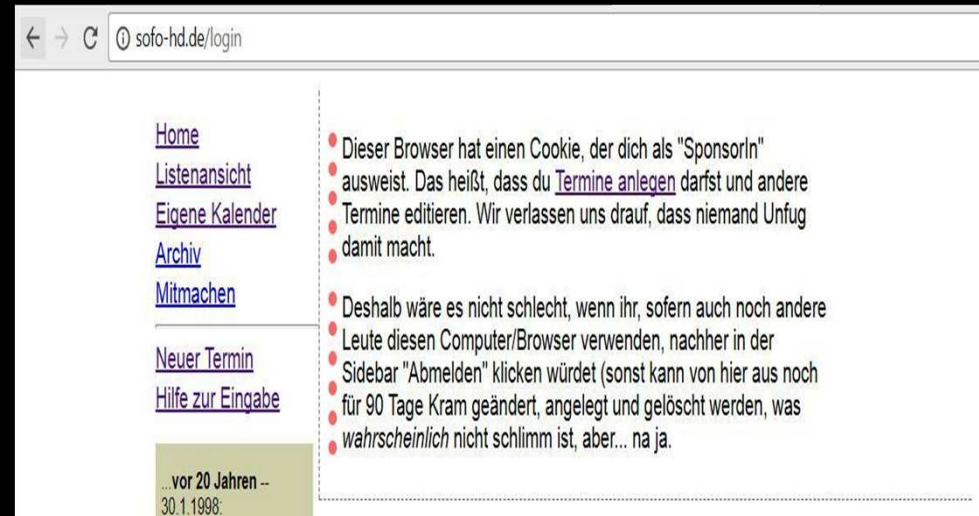 sofo-hd.de/login
Home
Listenansicht
Eigene Kalender
Archiv
Mitmachen
Neuer Termin
Hilfe zur Eingabe
...vor 20 Jahren --
30.1.1998:
Dieser Browser hat einen Cookie, der dich als "SponsorIn"
ausweist. Das heißt, dass du Termine anlegen darfst und andere
Termine editieren. Wir verlassen uns drauf, dass niemand Unfug
damit macht.
Deshalb wäre es nicht schlecht, wenn ihr, sofern auch noch andere
Leute diesen Computer/Browser verwenden, nachher in der
Sidebar "Abmelden" klicken würdet (sonst kann von hier aus noch
für 90 Tage Kram geändert, angelegt und gelöscht werden, was
wahrscheinlich nicht schlimm ist, aber... na ja.